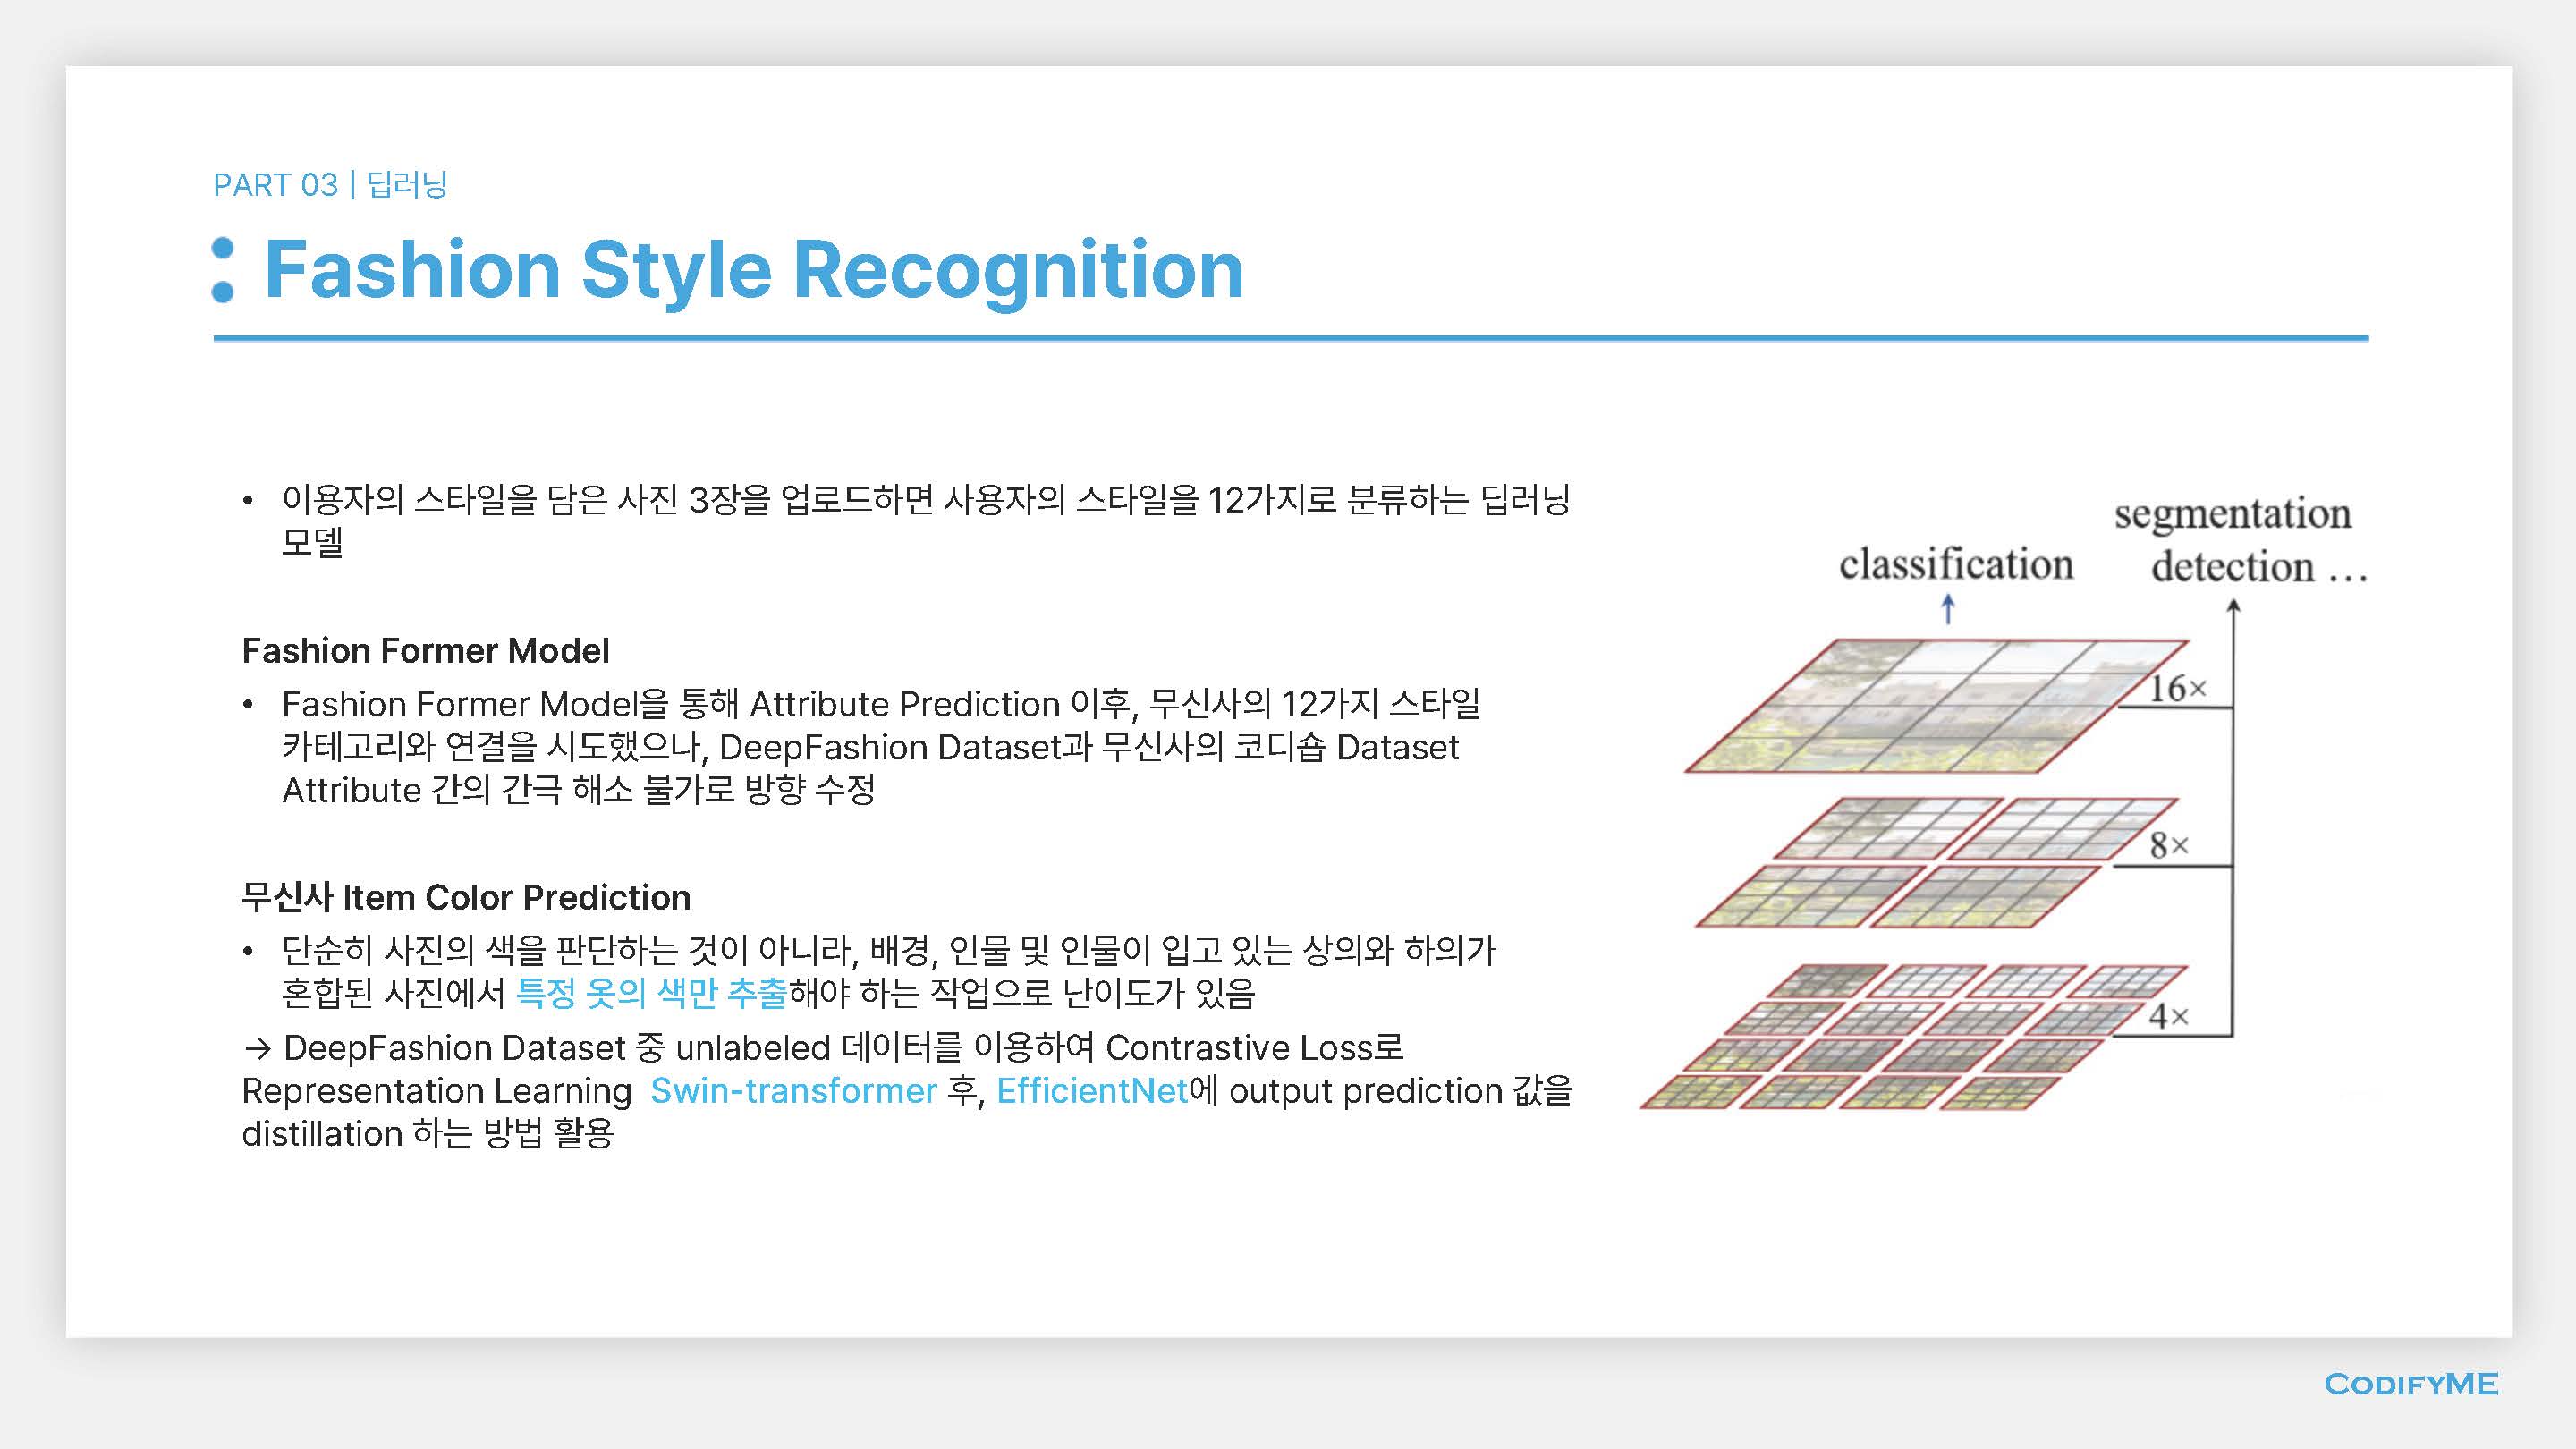 PART 03 | 딥러닝
Fashion Style Recognition
• 이용자의 스타일을 담은 사진 3장을 업로드하면 사용자의 스타일을 12가지로 분류하는 딥러닝
모델
Fashion Former Model
• Fashion Former Model을 통해 Attribute Prediction 이후, 무신사의 12가지 스타일
카테고리와 연결을 시도했으나, DeepFashion Dataset과 무신사의 코디숍 Dataset
Attribute 간의 간극 해소 불가로 방향 수정
무신사 Item Color Prediction
• 단순히 사진의 색을 판단하는 것이 아니라, 배경, 인물 및 인물이 입고 있는 상의와 하의가
혼합된 사진에서 특정 옷의 색만 추출해야 하는 작업으로 난이도가 있음
→ DeepFashion Dataset 중 unlabeled 데이터를 이용하여 Contrastive Loss로
Representation Learning Swin-transformer 후, EfficientNet에 output prediction 값을
distillation 하는 방법 활용
segmentation
classification detection ...
16×
8×
4×
CODIFYME